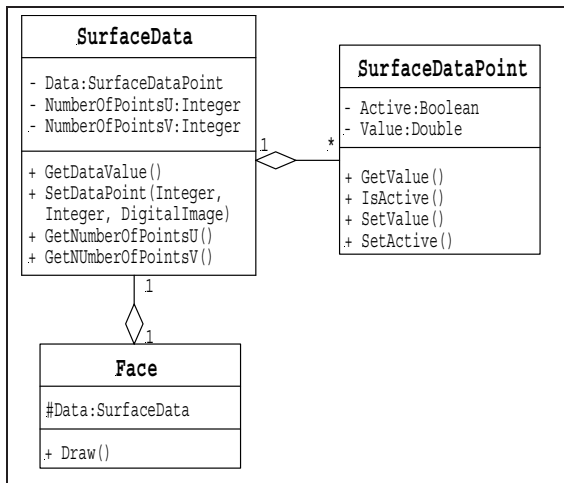 SurfaceData
- Data:SurfaceDataPoint
- NumberOfPointsU:Integer
- NumberOfPointsV:Integer
+ GetDataValue()
+ SetDataPoint(Integer,
Integer, DigitalImage)
+ GetNumberOfPointsU()
+ GetNUmberOfPointsV()
1
*
SurfaceDataPoint
- Active:Boolean
- Value:Double
+ GetValue()
+ IsActive()
+ SetValue()
+ SetActive()
1
1
Face
#Data:SurfaceData
+ Draw()